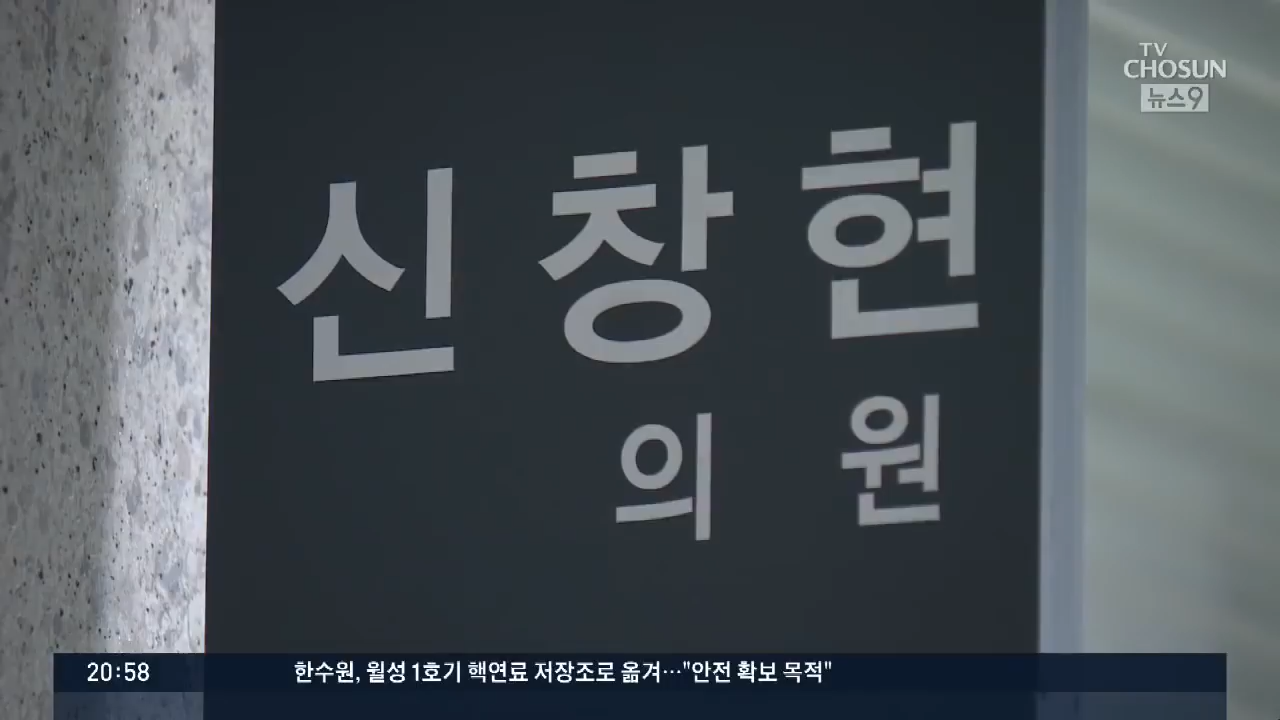 TV
CHOSUN
뉴스9
신창현
의원
20:58 한수원, 월성 1호기 핵연료 저장조로 옮겨…"안전 확보 목적"